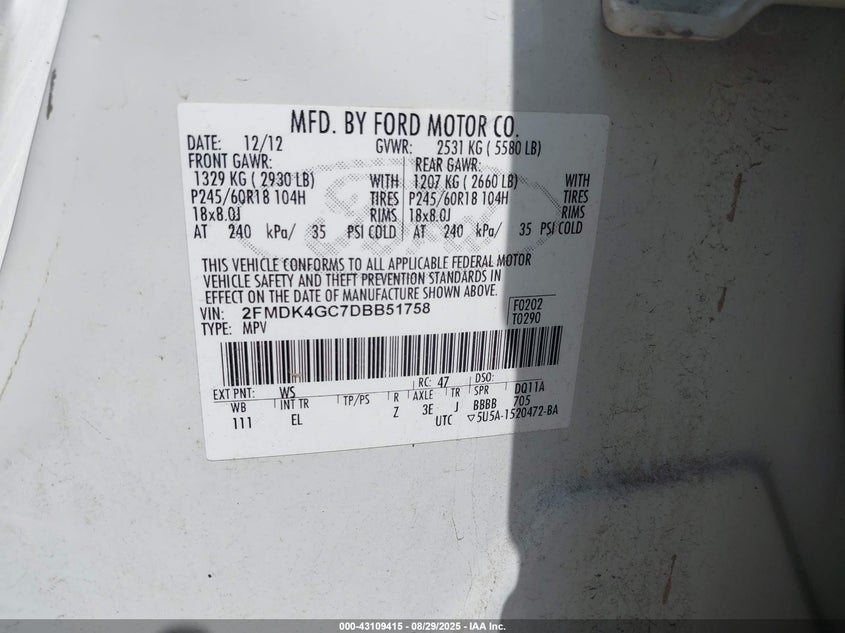 MFD. BY FORD MOTOR CO.
DATE: 12/12 GVWR: 2531 KG ( 5580 LB)
FRONT GAWR: REAR GAWR:
1329 KG ( 2930 LB) WITH 1207 KG ( 2660 LB) WITH
P245/60R18 104H TIRES P245/60R18 104H TIRES
18x8.0J RIMS 18x8.0J RIMS
AT 240 kPa/ 35 PSI COLD AT 240 kPa/ 35 PSI COLD
THIS VEHICLE CONFORMS TO ALL APPLICABLE FEDERAL MOTOR
VEHICLE SAFETY AND THEFT PREVENTION STANDARDS IN
EFFECT ON THE DATE OF MANUFACTURE SHOWN ABOVE.
VIN: 2FMDK4GC7DBB51758 F0202
TYPE: MPV T0290
EXT PNT: WS RC: 47 DSO:
WB INT TR TP/PS R AXLE TR SPR DQ11A
111 EL Z 3E J BBBB 705
UTC ▽5U5A-1520472-BA
000-43109415 - 08/29/2025 - IAA Inc.